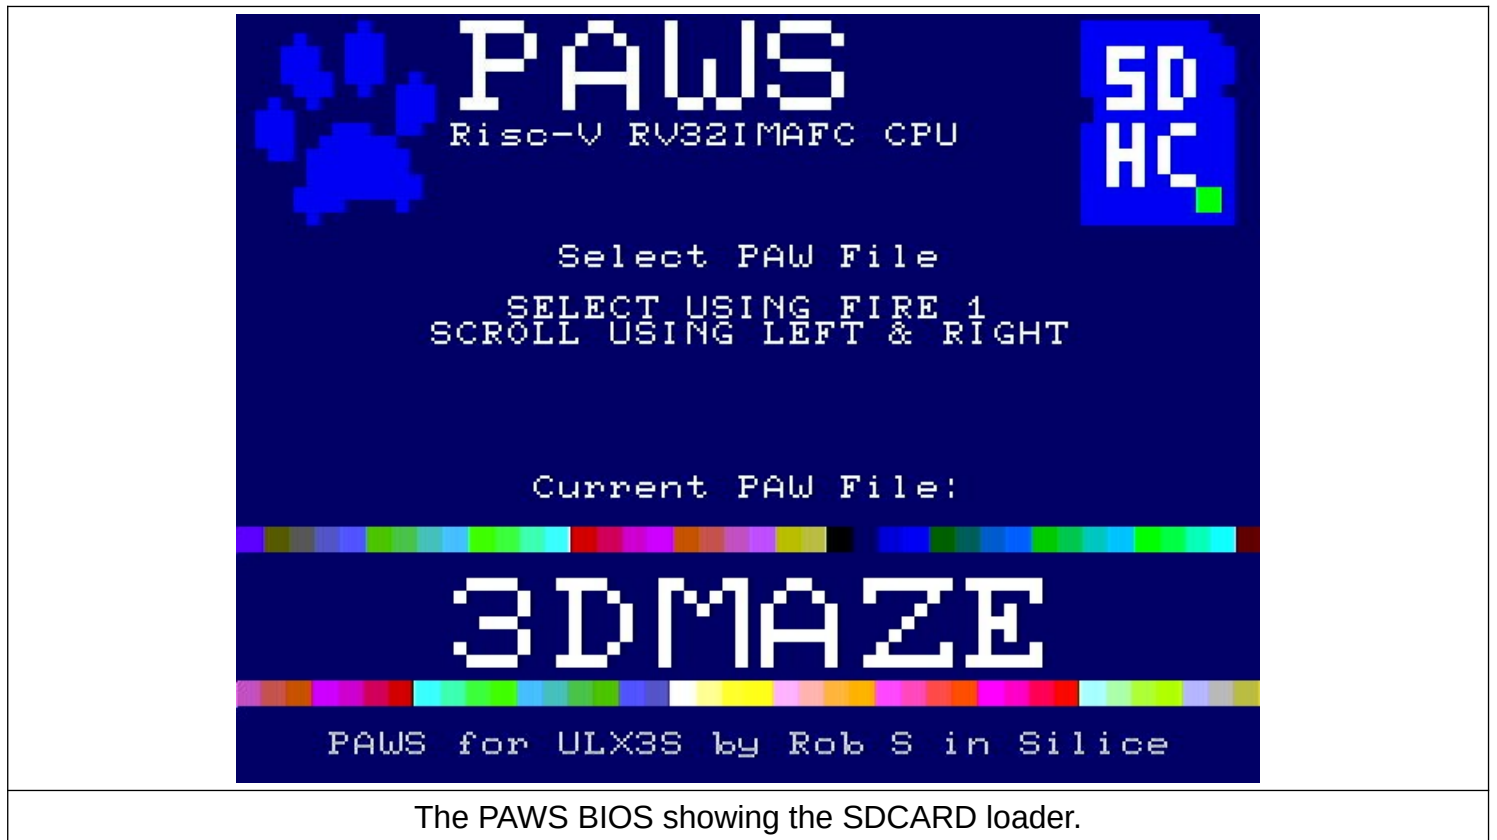 PAWS
Risc-V RV32IMAFC CPU
SD
HC
Select PAW File
SELECT USING FIRE 1
SCROLL USING LEFT & RIGHT
Current PAW File:
3DMAZE
PAWS for ULX3S by Rob S in Silice
The PAWS BIOS showing the SDCARD loader.